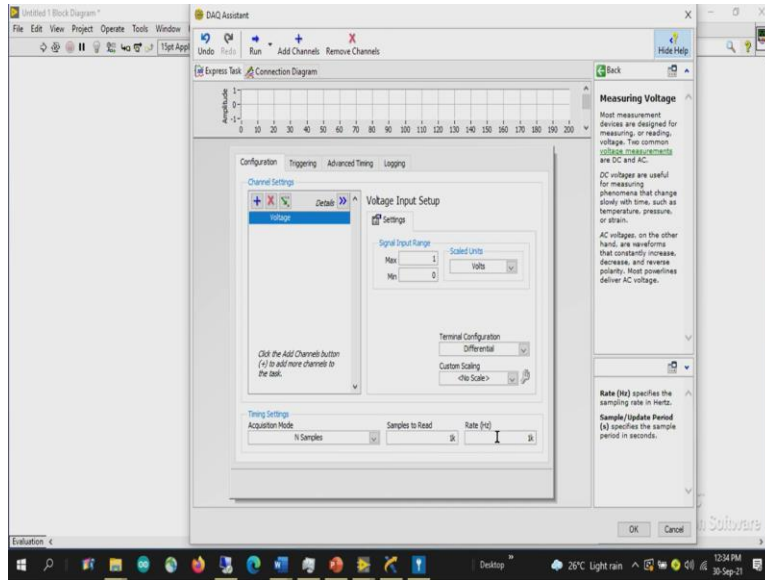 Untitled 1 Block Diagram *
File Edit View Project Operate Tools Window
15pt Appl
DAQ Assistant
Undo Redo Run Add Channels Remove Channels
Hide Help
Express Task Connection Diagram
Amplitude
1
0
-1
0 10 20 30 40 50 60 70 80 90 100 110 120 130 140 150 160 170 180 190 200
Configuration Triggering Advanced Timing Logging
Channel Settings
Details
Voltage
Click the Add Channels button
(+) to add more channels to
the task.
Voltage Input Setup
Settings
Signal Input Range
Max 1
Min 0
Scaled Units
Volts
Terminal Configuration
Differential
Custom Scaling
<No Scale>
Timing Settings
Acquisition Mode
N Samples
Samples to Read
1k
Rate (Hz)
1k
Back
Measuring Voltage
Most measurement
devices are designed for
measuring, or reading,
voltage. Two common
voltage measurements
are DC and AC.
DC voltages are useful
for measuring
phenomena that change
slowly with time, such as
temperature, pressure,
or strain.
AC voltages, on the other
hand, are waveforms
that constantly increase,
decrease, and reverse
polarity. Most powerlines
deliver AC voltage.
Rate (Hz) specifies the
sampling rate in Hertz.
Sample/Update Period
(s) specifies the sample
period in seconds.
OK Cancel
Software
Evaluation
Desktop
26°C Light rain
12:34 PM
30-Sep-21